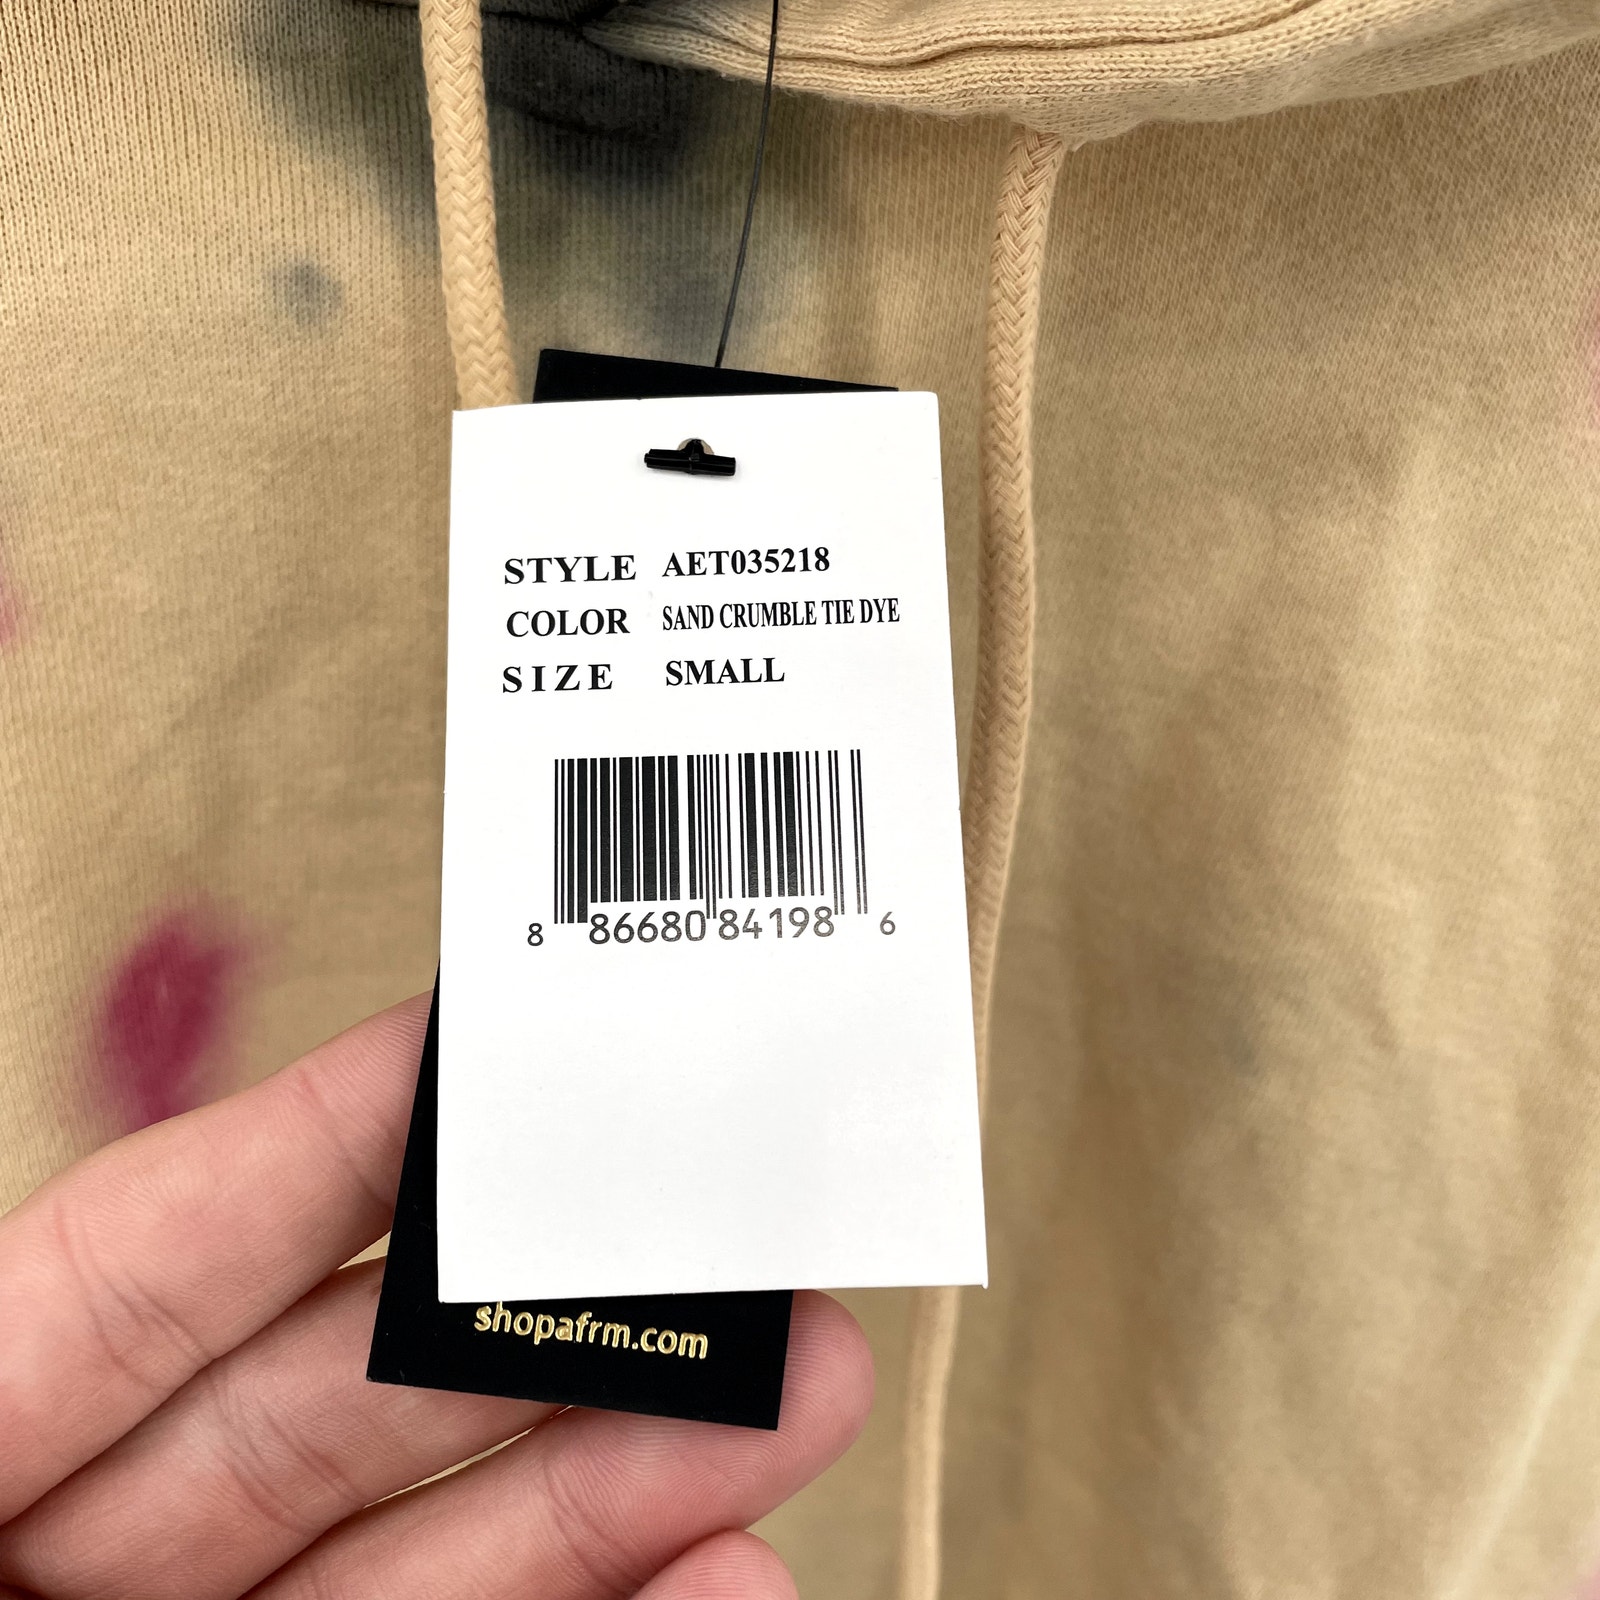 STYLE AET035218
COLOR SAND CRUMBLE TIE DYE
SIZE SMALL
8 86680 84198 6
shopafrm.com